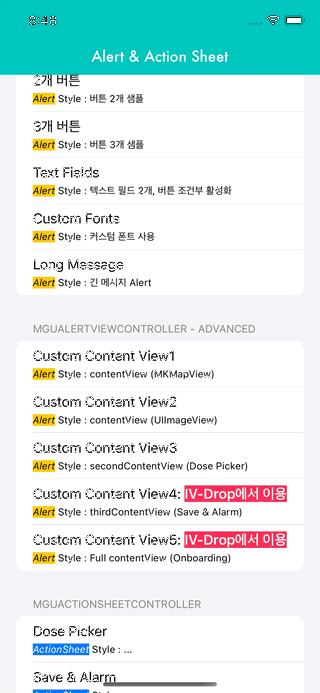 8:48
Alert & Action Sheet
2개 버튼
Alert Style : 버튼 2개 샘플
3개 버튼
Alert Style : 버튼 3개 샘플
Text Fields
Alert Style : 텍스트 필드 2개, 버튼 조건부 활성화
Custom Fonts
Alert Style : 커스텀 폰트 사용
Long Message
Alert Style : 긴 메시지 Alert
MGUALERTVIEWCONTROLLER - ADVANCED
Custom Content View1
Alert Style : contentView (MKMapView)
Custom Content View2
Alert Style : contentView (UIImageView)
Custom Content View3
Alert Style : secondContentView (Dose Picker)
Custom Content View4: IV-Drop에서 이용
Alert Style : thirdContentView (Save & Alarm)
Custom Content View5: IV-Drop에서 이용
Alert Style : Full contentView (Onboarding)
MGUACTIONSHEETCONTROLLER
Dose Picker
ActionSheet Style : ...
Save & Alarm